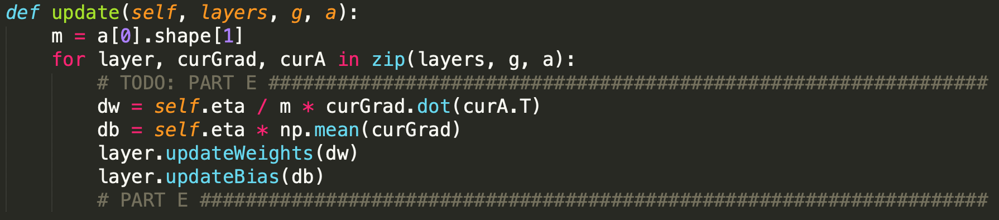 def update(self, layers, g, a):
    m = a[0].shape[1]
    for layer, curGrad, curA in zip(layers, g, a):
        # TODO: PART E ###############################################################
        dw = self.eta / m * curGrad.dot(curA.T)
        db = self.eta * np.mean(curGrad)
        layer.updateWeights(dw)
        layer.updateBias(db)
        # PART E #####################################################################